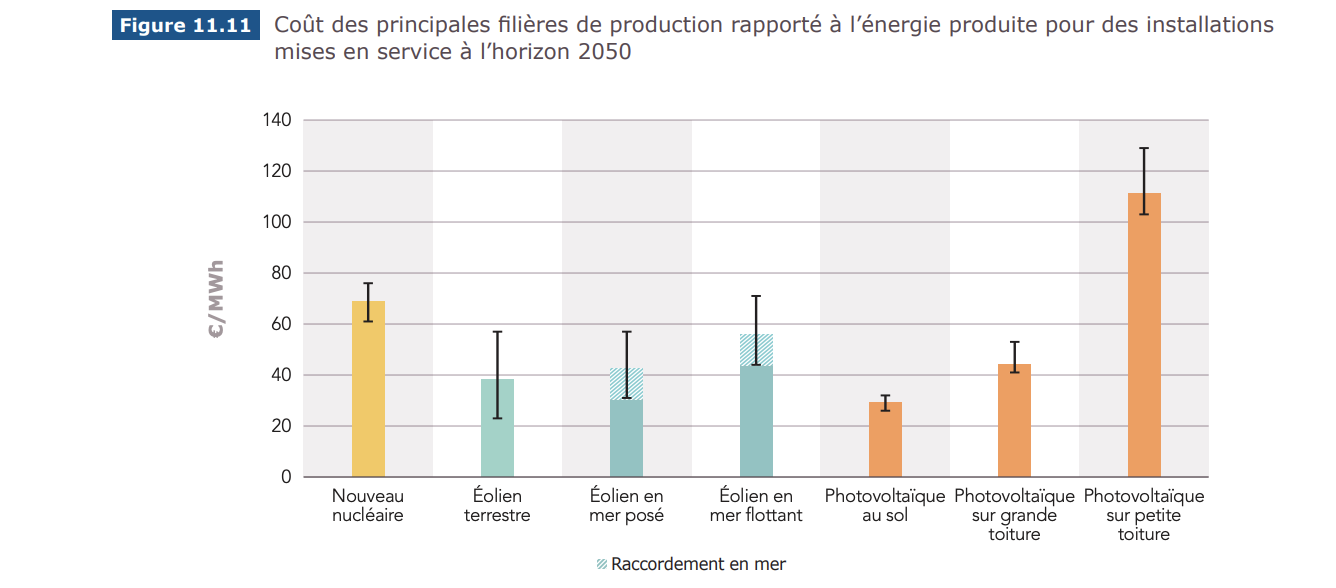 Figure 11.11 Coût des principales filières de production rapporté à l’énergie produite pour des installations
mises en service à l’horizon 2050
140
120
100
80
60
40
20
0
€/MWh
Nouveau
nucléaire
Éolien
terrestre
Éolien en
mer posé
Éolien en
mer flottant
Photovoltaïque
au sol
Photovoltaïque
sur grande
toiture
Photovoltaïque
sur petite
toiture
Raccordement en mer